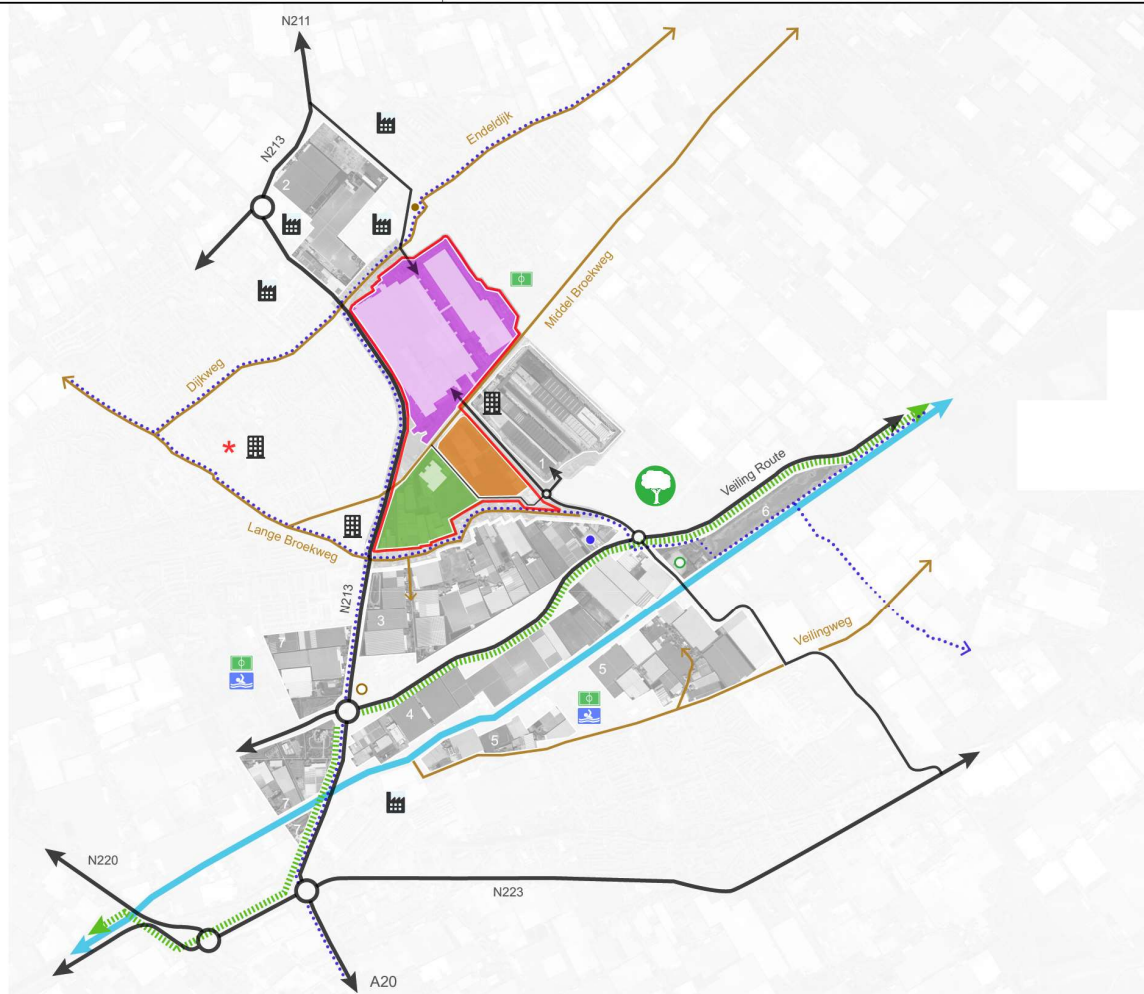 N211
N213
Endeldijk
2
Middel Broekweg
Dijkweg
*
1
Veiling Route
6
Lange Broekweg
N213
3
7
Veilingweg
5
4
5
7
7
N220
N223
A20